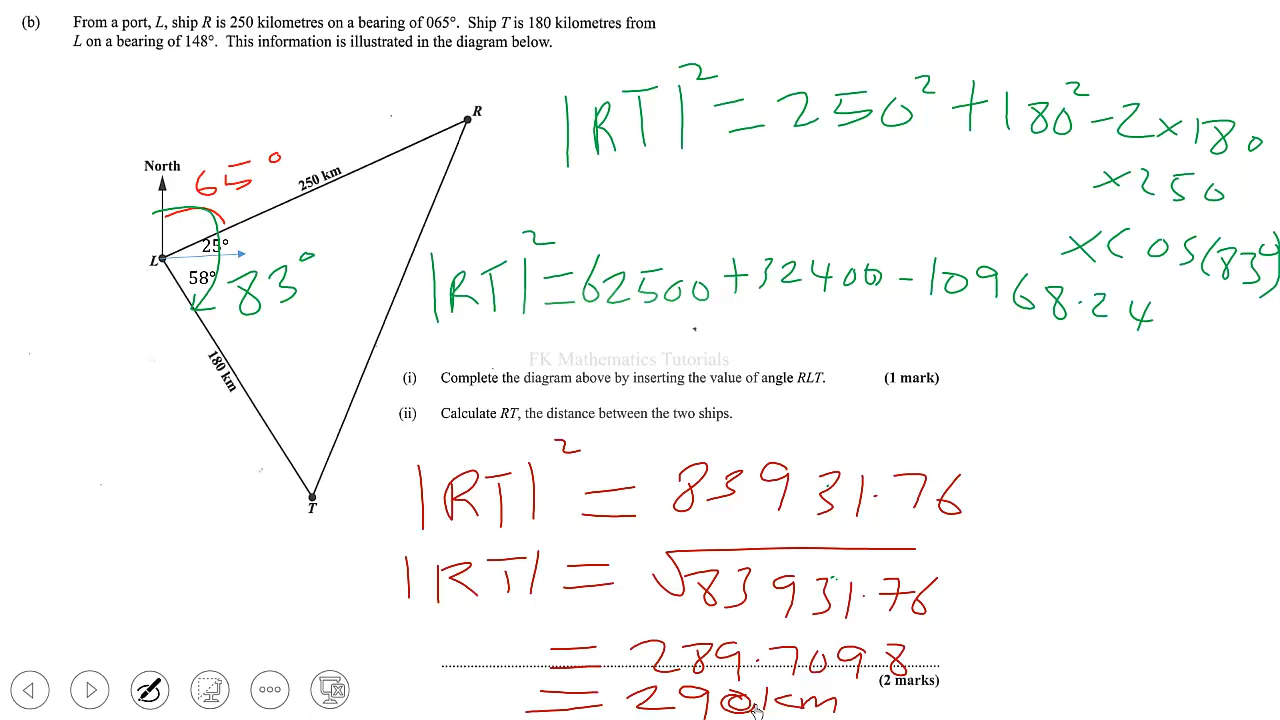 (b) From a port, L, ship R is 250 kilometres on a bearing of 065°. Ship T is 180 kilometres from
L on a bearing of 148°. This information is illustrated in the diagram below.
|RT|² = 250² + 180² - 2 × 180
× 250
× Cos(83°)
R
North
65°
250 km
25°
L
58°
83°
|RT|² = 62500 + 32400 - 10968.24
180 km
FK Mathematics Tutorials
(i) Complete the diagram above by inserting the value of angle RLT. (1 mark)
(ii) Calculate RT, the distance between the two ships.
|RT|² = 83931.76
T
|RT| = √83931.76
= 289.7098
(2 marks)
= 290km